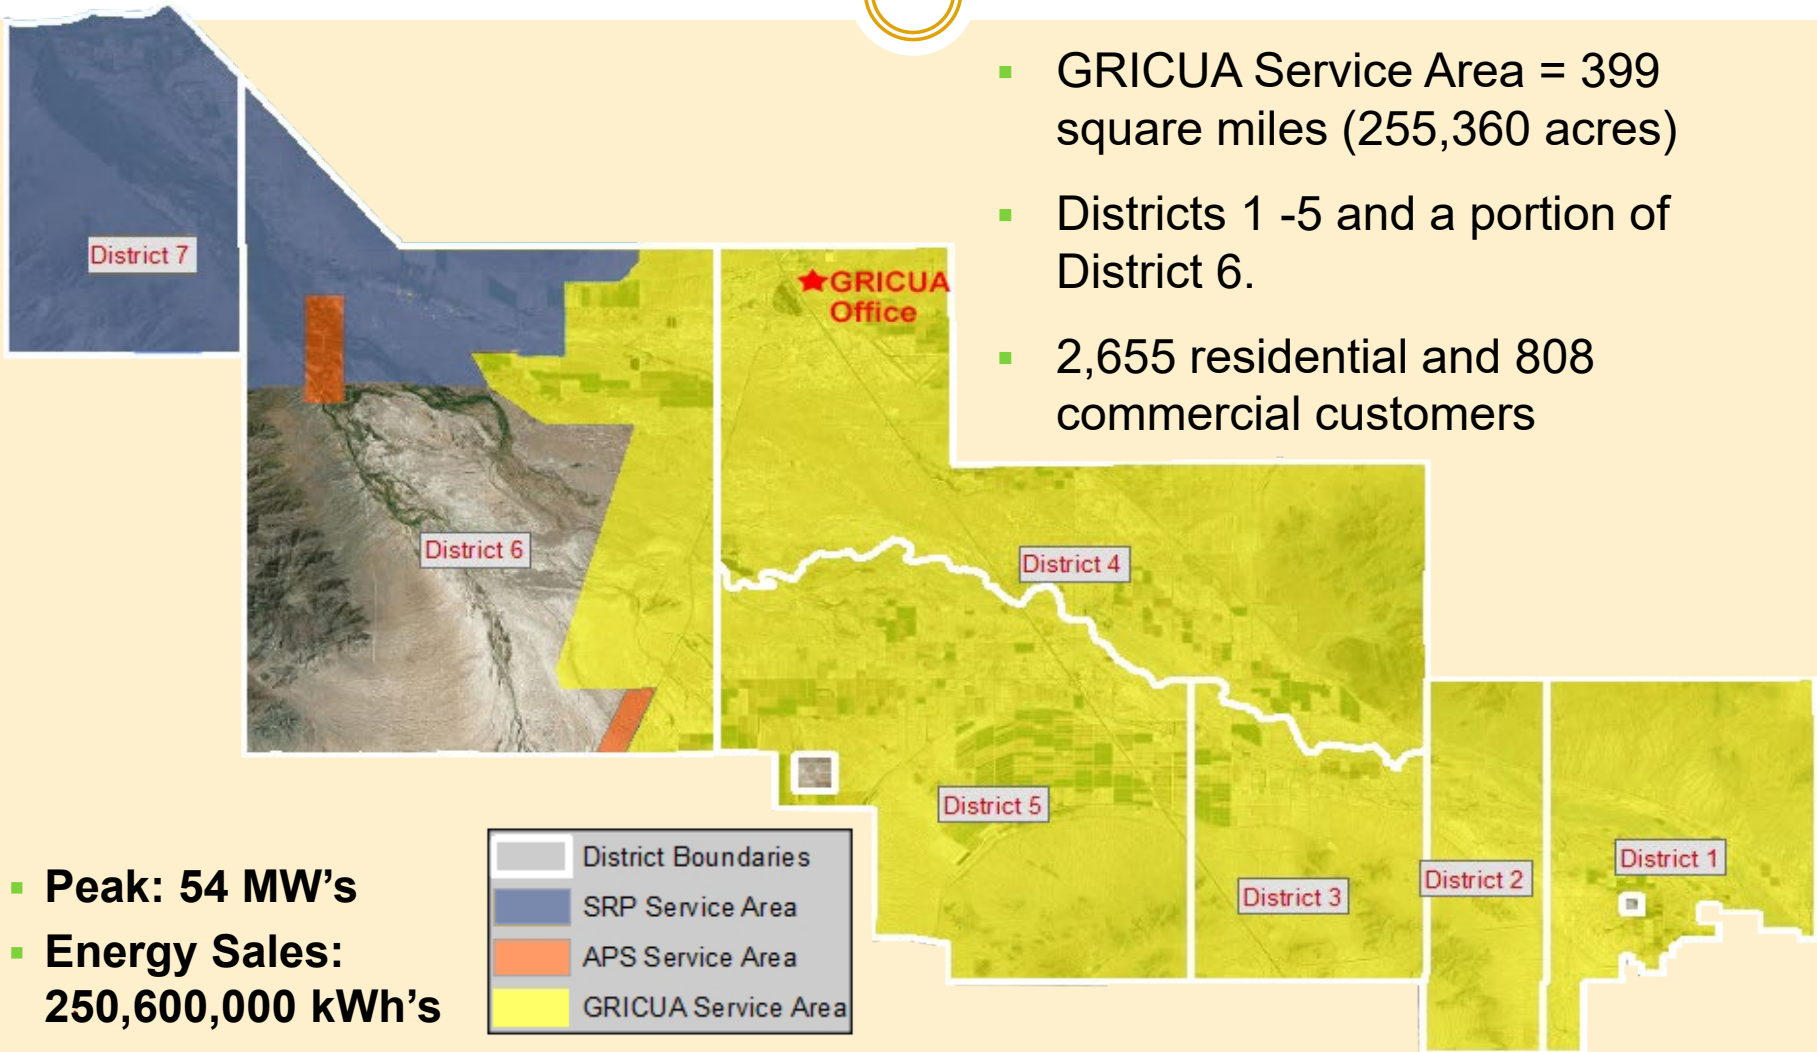 ▪ GRICUA Service Area = 399
square miles (255,360 acres)
▪ Districts 1 -5 and a portion of
District 6.
▪ 2,655 residential and 808
commercial customers
District 7
★GRICUA
Office
District 6
District 4
District 5
District 3
District 2
District 1
▪ Peak: 54 MW’s
▪ Energy Sales:
250,600,000 kWh’s
District Boundaries
SRP Service Area
APS Service Area
GRICUA Service Area